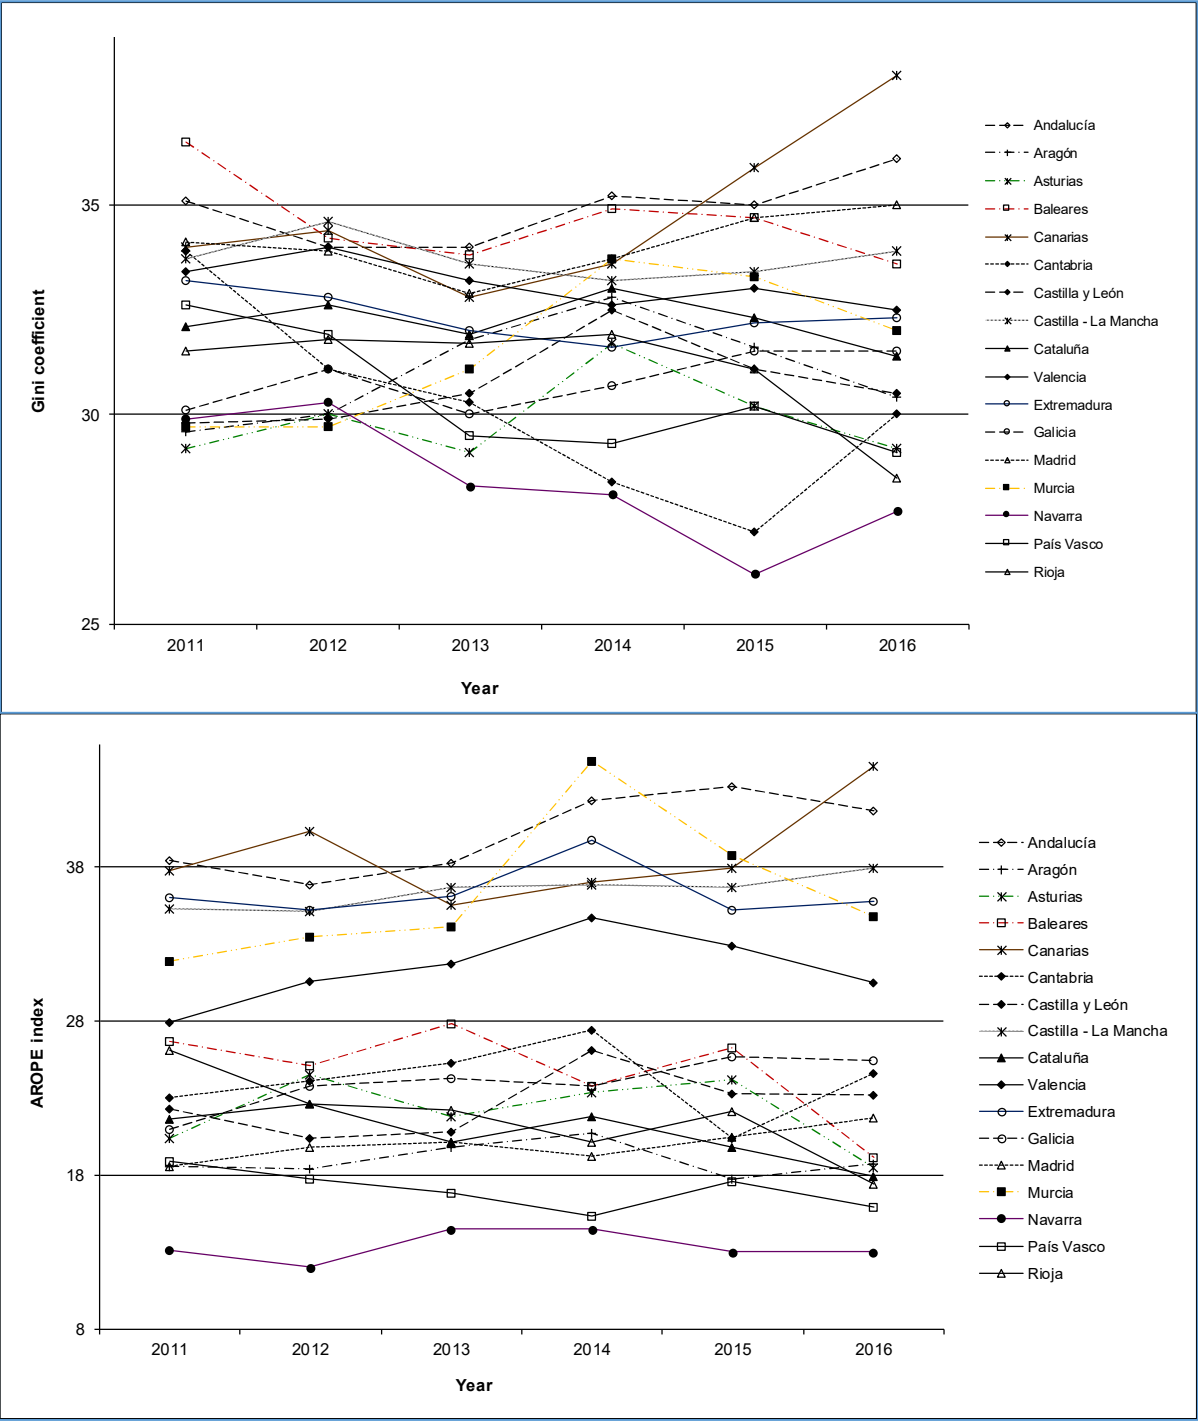 35
30
25
Gini coefficient
2011 2012 2013 2014 2015 2016
Year
Andalucía
Aragón
Asturias
Baleares
Canarias
Cantabria
Castilla y León
Castilla - La Mancha
Cataluña
Valencia
Extremadura
Galicia
Madrid
Murcia
Navarra
País Vasco
Rioja
38
28
18
8
AROPE index
2011 2012 2013 2014 2015 2016
Year
Andalucía
Aragón
Asturias
Baleares
Canarias
Cantabria
Castilla y León
Castilla - La Mancha
Cataluña
Valencia
Extremadura
Galicia
Madrid
Murcia
Navarra
País Vasco
Rioja